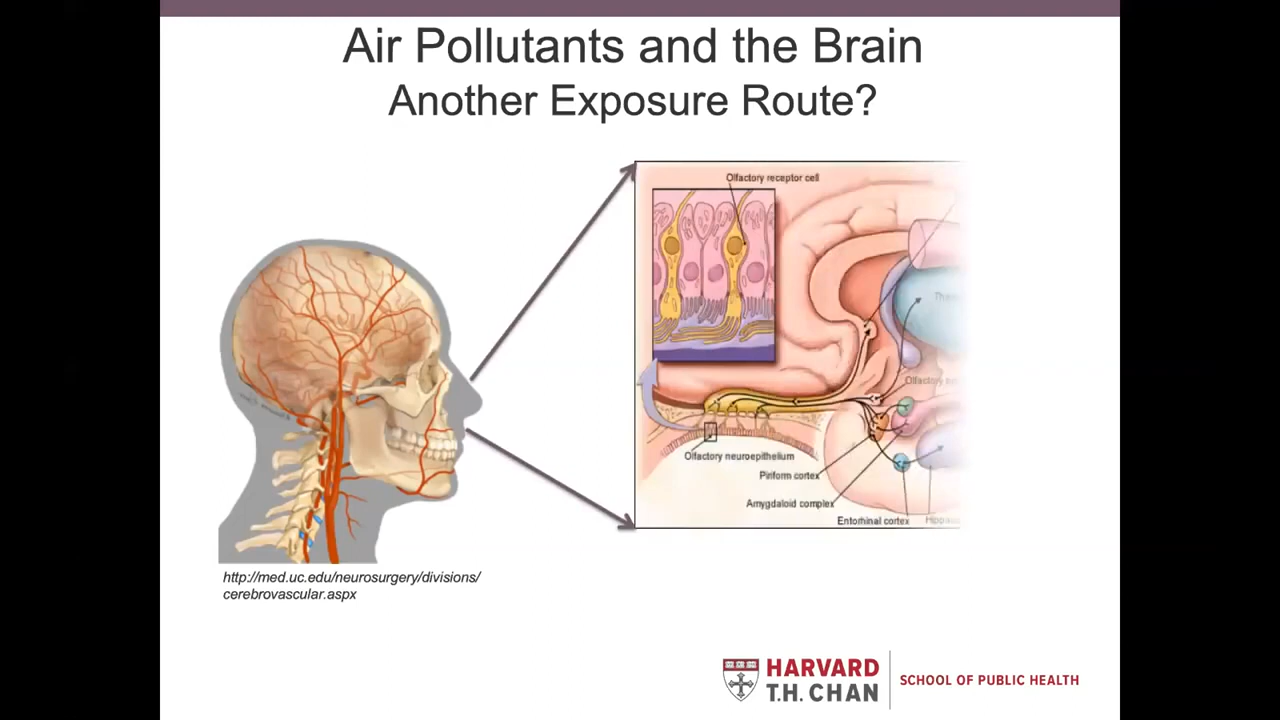 Air Pollutants and the Brain
Another Exposure Route?
Olfactory receptor cell
Olfactory
Olfactory neuroepithelium
Piriform cortex
Amygdaloid complex
Entorhinal cortex
http://med.uc.edu/neurosurgery/divisions/
cerebrovascular.aspx
HARVARD
T.H. CHAN
SCHOOL OF PUBLIC HEALTH